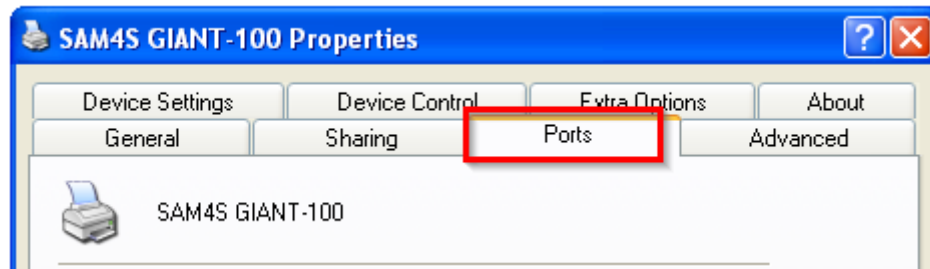 SAM4S GIANT-100 Properties
Device Settings Device Control Extra Options About
General Sharing Ports Advanced
SAM4S GIANT-100